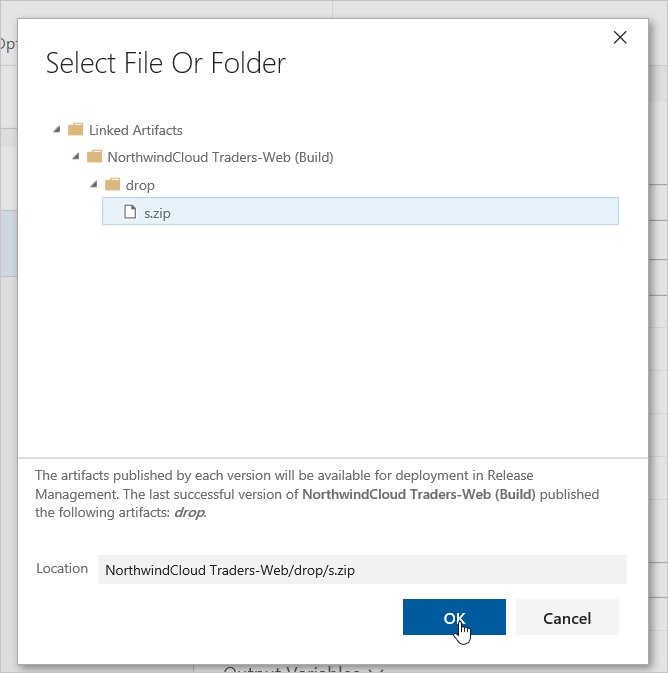 Select File Or Folder
Linked Artifacts
NorthwindCloud Traders-Web (Build)
drop
s.zip
The artifacts published by each version will be available for deployment in Release
Management. The last successful version of NorthwindCloud Traders-Web (Build) published
the following artifacts: drop.
Location NorthwindCloud Traders-Web/drop/s.zip
OK Cancel
Output Variables